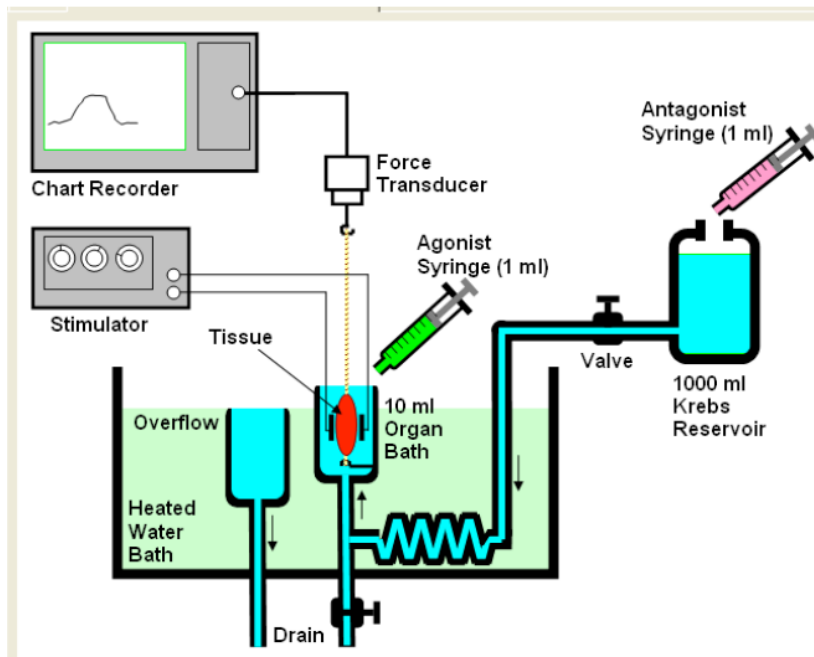 Chart Recorder
Force
Transducer
Antagonist
Syringe (1 ml)
Agonist
Syringe (1 ml)
Stimulator
Tissue
Valve
1000 ml
Krebs
Reservoir
Overflow
10 ml
Organ
Bath
Heated
Water
Bath
Drain